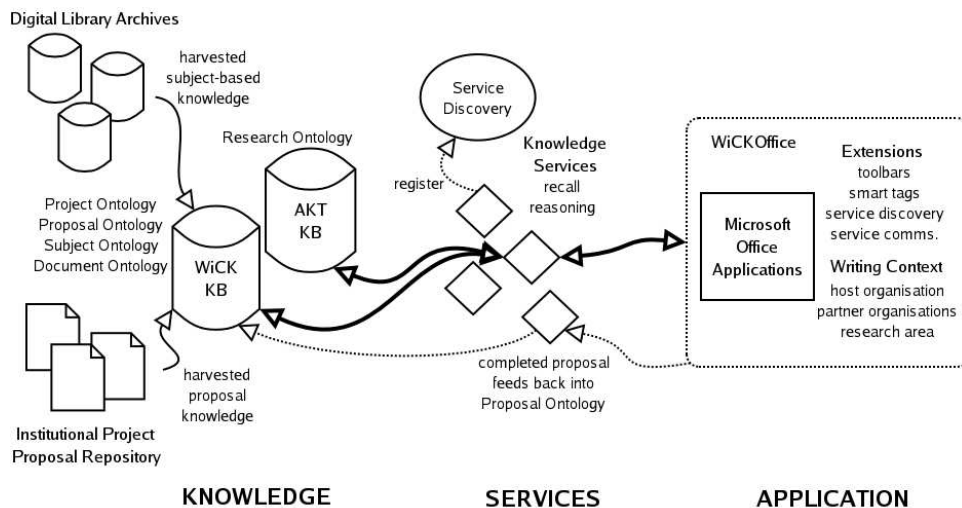 Digital Library Archives
harvested
subject-based
knowledge
Research Ontology
Project Ontology
Proposal Ontology
Subject Ontology
Document Ontology
AKT
KB
WiCK
KB
harvested
proposal
knowledge
Institutional Project
Proposal Repository
KNOWLEDGE
Service
Discovery
register
Knowledge
Services
recall
reasoning
completed proposal
feeds back into
Proposal Ontology
SERVICES
WiCKOffice
Microsoft
Office
Applications
Extensions
toolbars
smart tags
service discovery
service comms.
Writing Context
host organisation
partner organisations
research area
APPLICATION